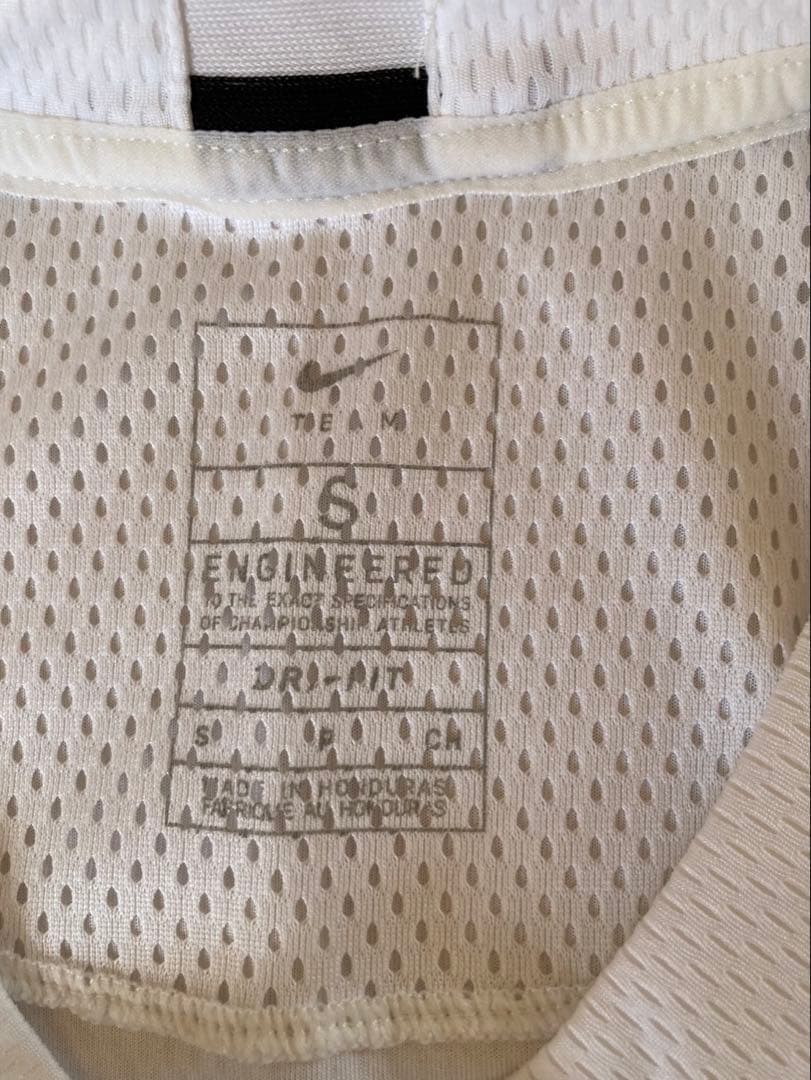 TEAM
S
ENGINEERED
TO THE EXACT SPECIFICATIONS
OF CHAMPIONSHIP ATHLETES
DRI-FIT
S P CH
MADE IN HONDURAS
FABRIQUE AU HONDURAS